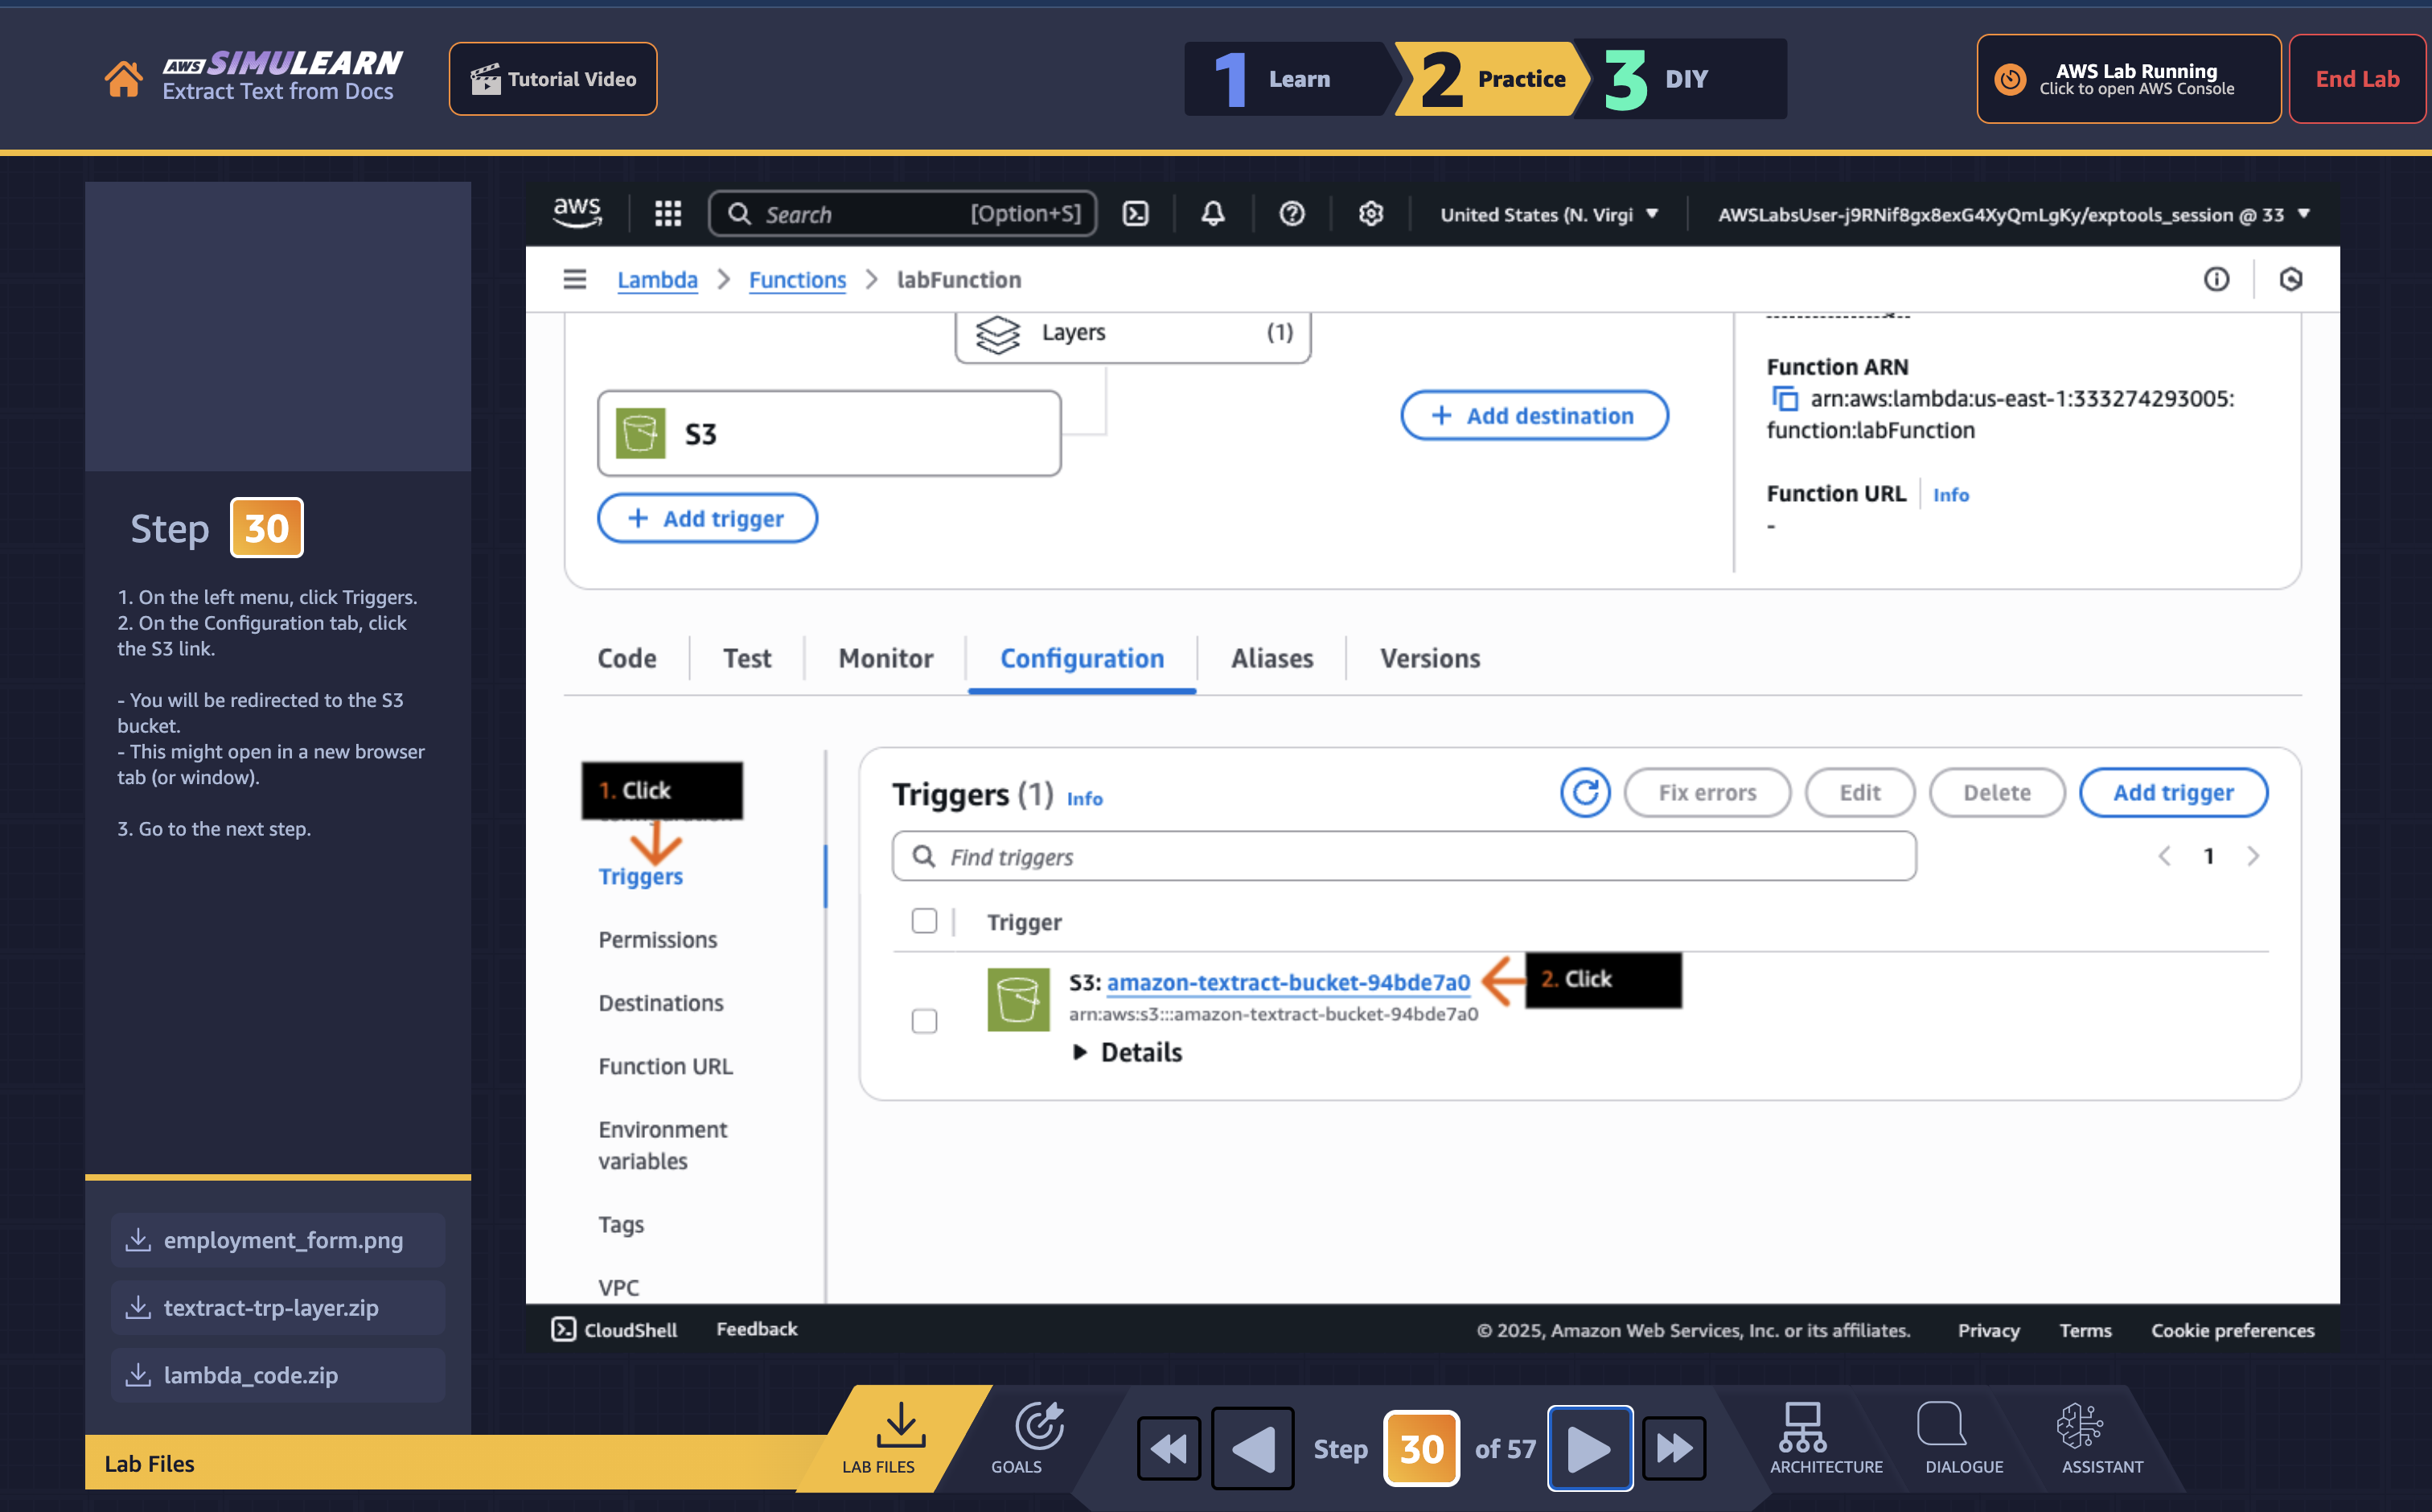 aws SIMULEARN
Extract Text from Docs
Tutorial Video
1 Learn
2 Practice
3 DIY
AWS Lab Running
Click to open AWS Console
End Lab
Step 30
1. On the left menu, click Triggers.
2. On the Configuration tab, click
the S3 link.
- You will be redirected to the S3
bucket.
- This might open in a new browser
tab (or window).
3. Go to the next step.
employment_form.png
textract-trp-layer.zip
lambda_code.zip
Lab Files
aws
Search [Option+S]
United States (N. Virgi
AWSLabsUser-j9RNif8gx8exG4XyQmLgKy/exptools_session @ 33
Lambda > Functions > labFunction
Layers (1)
S3
+ Add trigger
+ Add destination
Function ARN
arn:aws:lambda:us-east-1:333274293005:
function:labFunction
Function URL Info
-
Code Test Monitor Configuration Aliases Versions
1. Click
Triggers
Permissions
Destinations
Function URL
Environment
variables
Tags
VPC
Triggers (1) Info
Fix errors Edit Delete Add trigger
Find triggers
1
Trigger
S3: amazon-textract-bucket-94bde7a0
2. Click
arn:aws:s3:::amazon-textract-bucket-94bde7a0
Details
CloudShell Feedback
© 2025, Amazon Web Services, Inc. or its affiliates. Privacy Terms Cookie preferences
LAB FILES
GOALS
Step 30 of 57
ARCHITECTURE
DIALOGUE
ASSISTANT